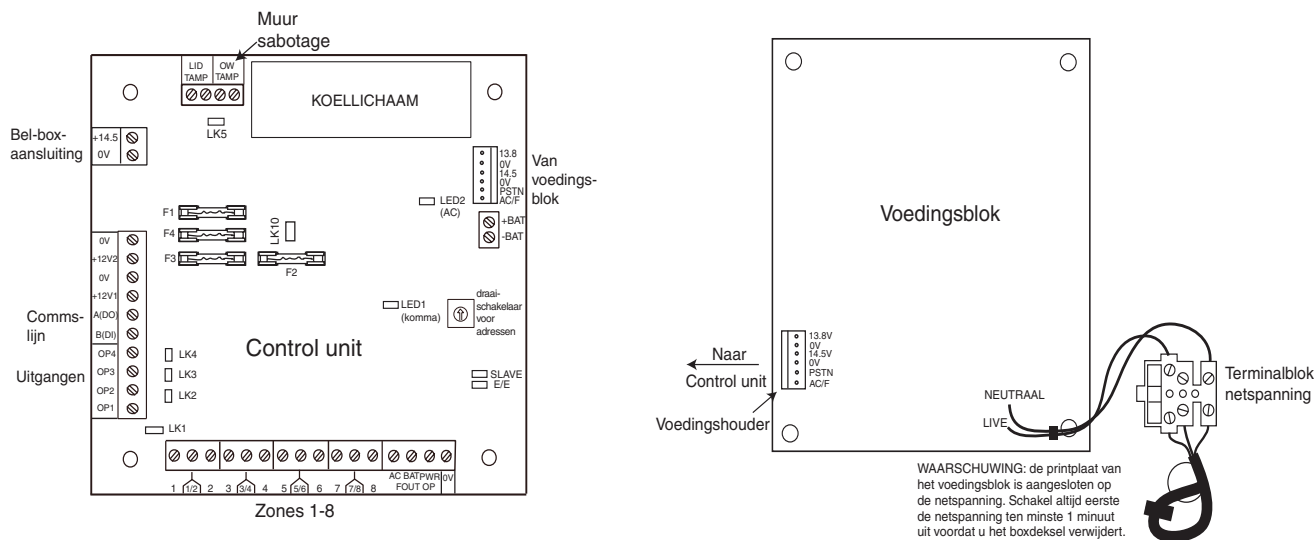 Muur
sabotage
LID
TAMP
OW
TAMP
KOELLICHAAM
LK5
Bel-box-
aansluiting
+14.5
0V
13.8
0V
14.5
0V
PSTN
AC/F
Van
voedings-
blok
LED2
(AC)
+BAT
-BAT
F1
F4
F3
LK10
F2
0V
+12V2
0V
+12V1
A(DO)
B(DI)
OP4
OP3
OP2
OP1
Comms-
lijn
Uitgangen
LED1
(komma)
draai-
schakelaar
voor
adressen
Control unit
LK4
LK3
LK2
LK1
SLAVE
E/E
AC BAT PWR 0V
FOUT OP
1 1/2 2 3 3/4 4 5 5/6 6 7 7/8 8
Zones 1-8
Voedingsblok
13.8V
0V
14.5V
0V
PSTN
AC/F
Naar
Control unit
Voedingshouder
NEUTRAAL
LIVE
Terminalblok
netspanning
WAARSCHUWING: de printplaat van
het voedingsblok is aangesloten op
de netspanning. Schakel altijd eerste
de netspanning ten minste 1 minuut
uit voordat u het boxdeksel verwijdert.